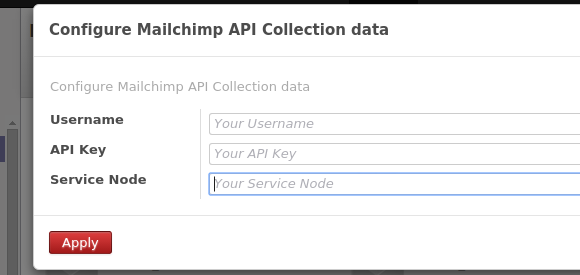 Configure Mailchimp API Collection data
Configure Mailchimp API Collection data
Username Your Username
API Key Your API Key
Service Node Your Service Node
Apply